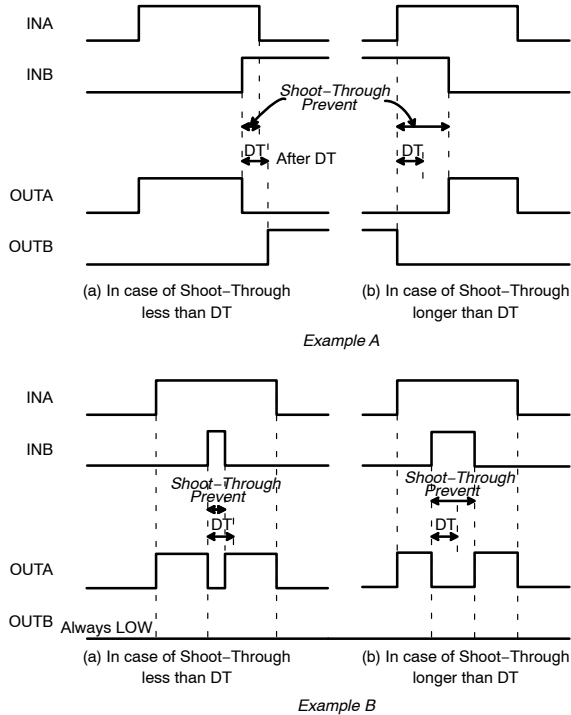 INA
INB
Shoot−Through
Prevent
DT
After DT
DT
OUTA
OUTB
(a) In case of Shoot−Through
less than DT
(b) In case of Shoot−Through
longer than DT
Example A
INA
INB
Shoot−Through
Prevent
Shoot−Through
Prevent
DT
DT
OUTA
OUTB
Always LOW
(a) In case of Shoot−Through
less than DT
(b) In case of Shoot−Through
longer than DT
Example B